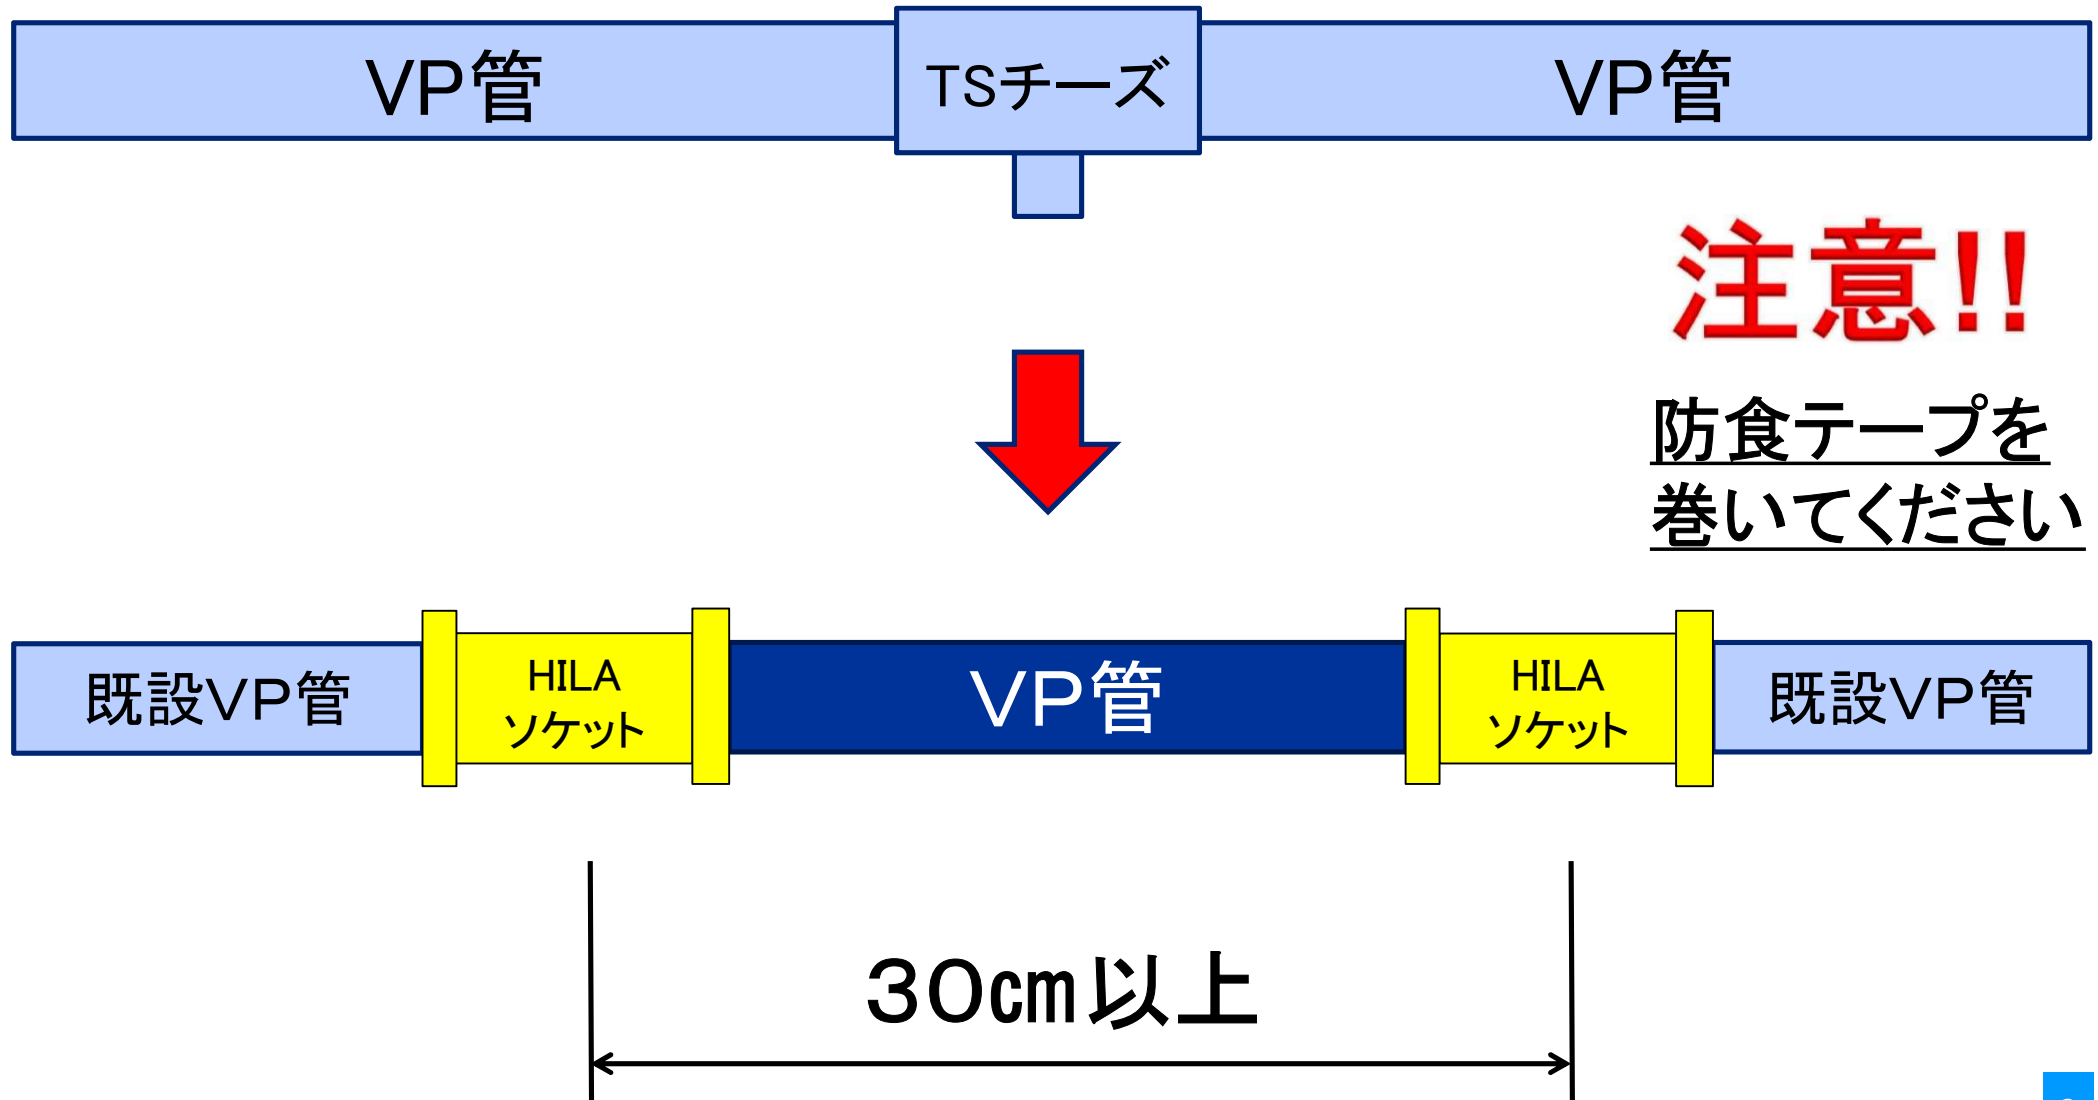 VP管
TSチーズ
VP管
注意!!
防食テープを
巻いてください
既設VP管
HILA
ソケット
VP管
HILA
ソケット
既設VP管
30㎝以上